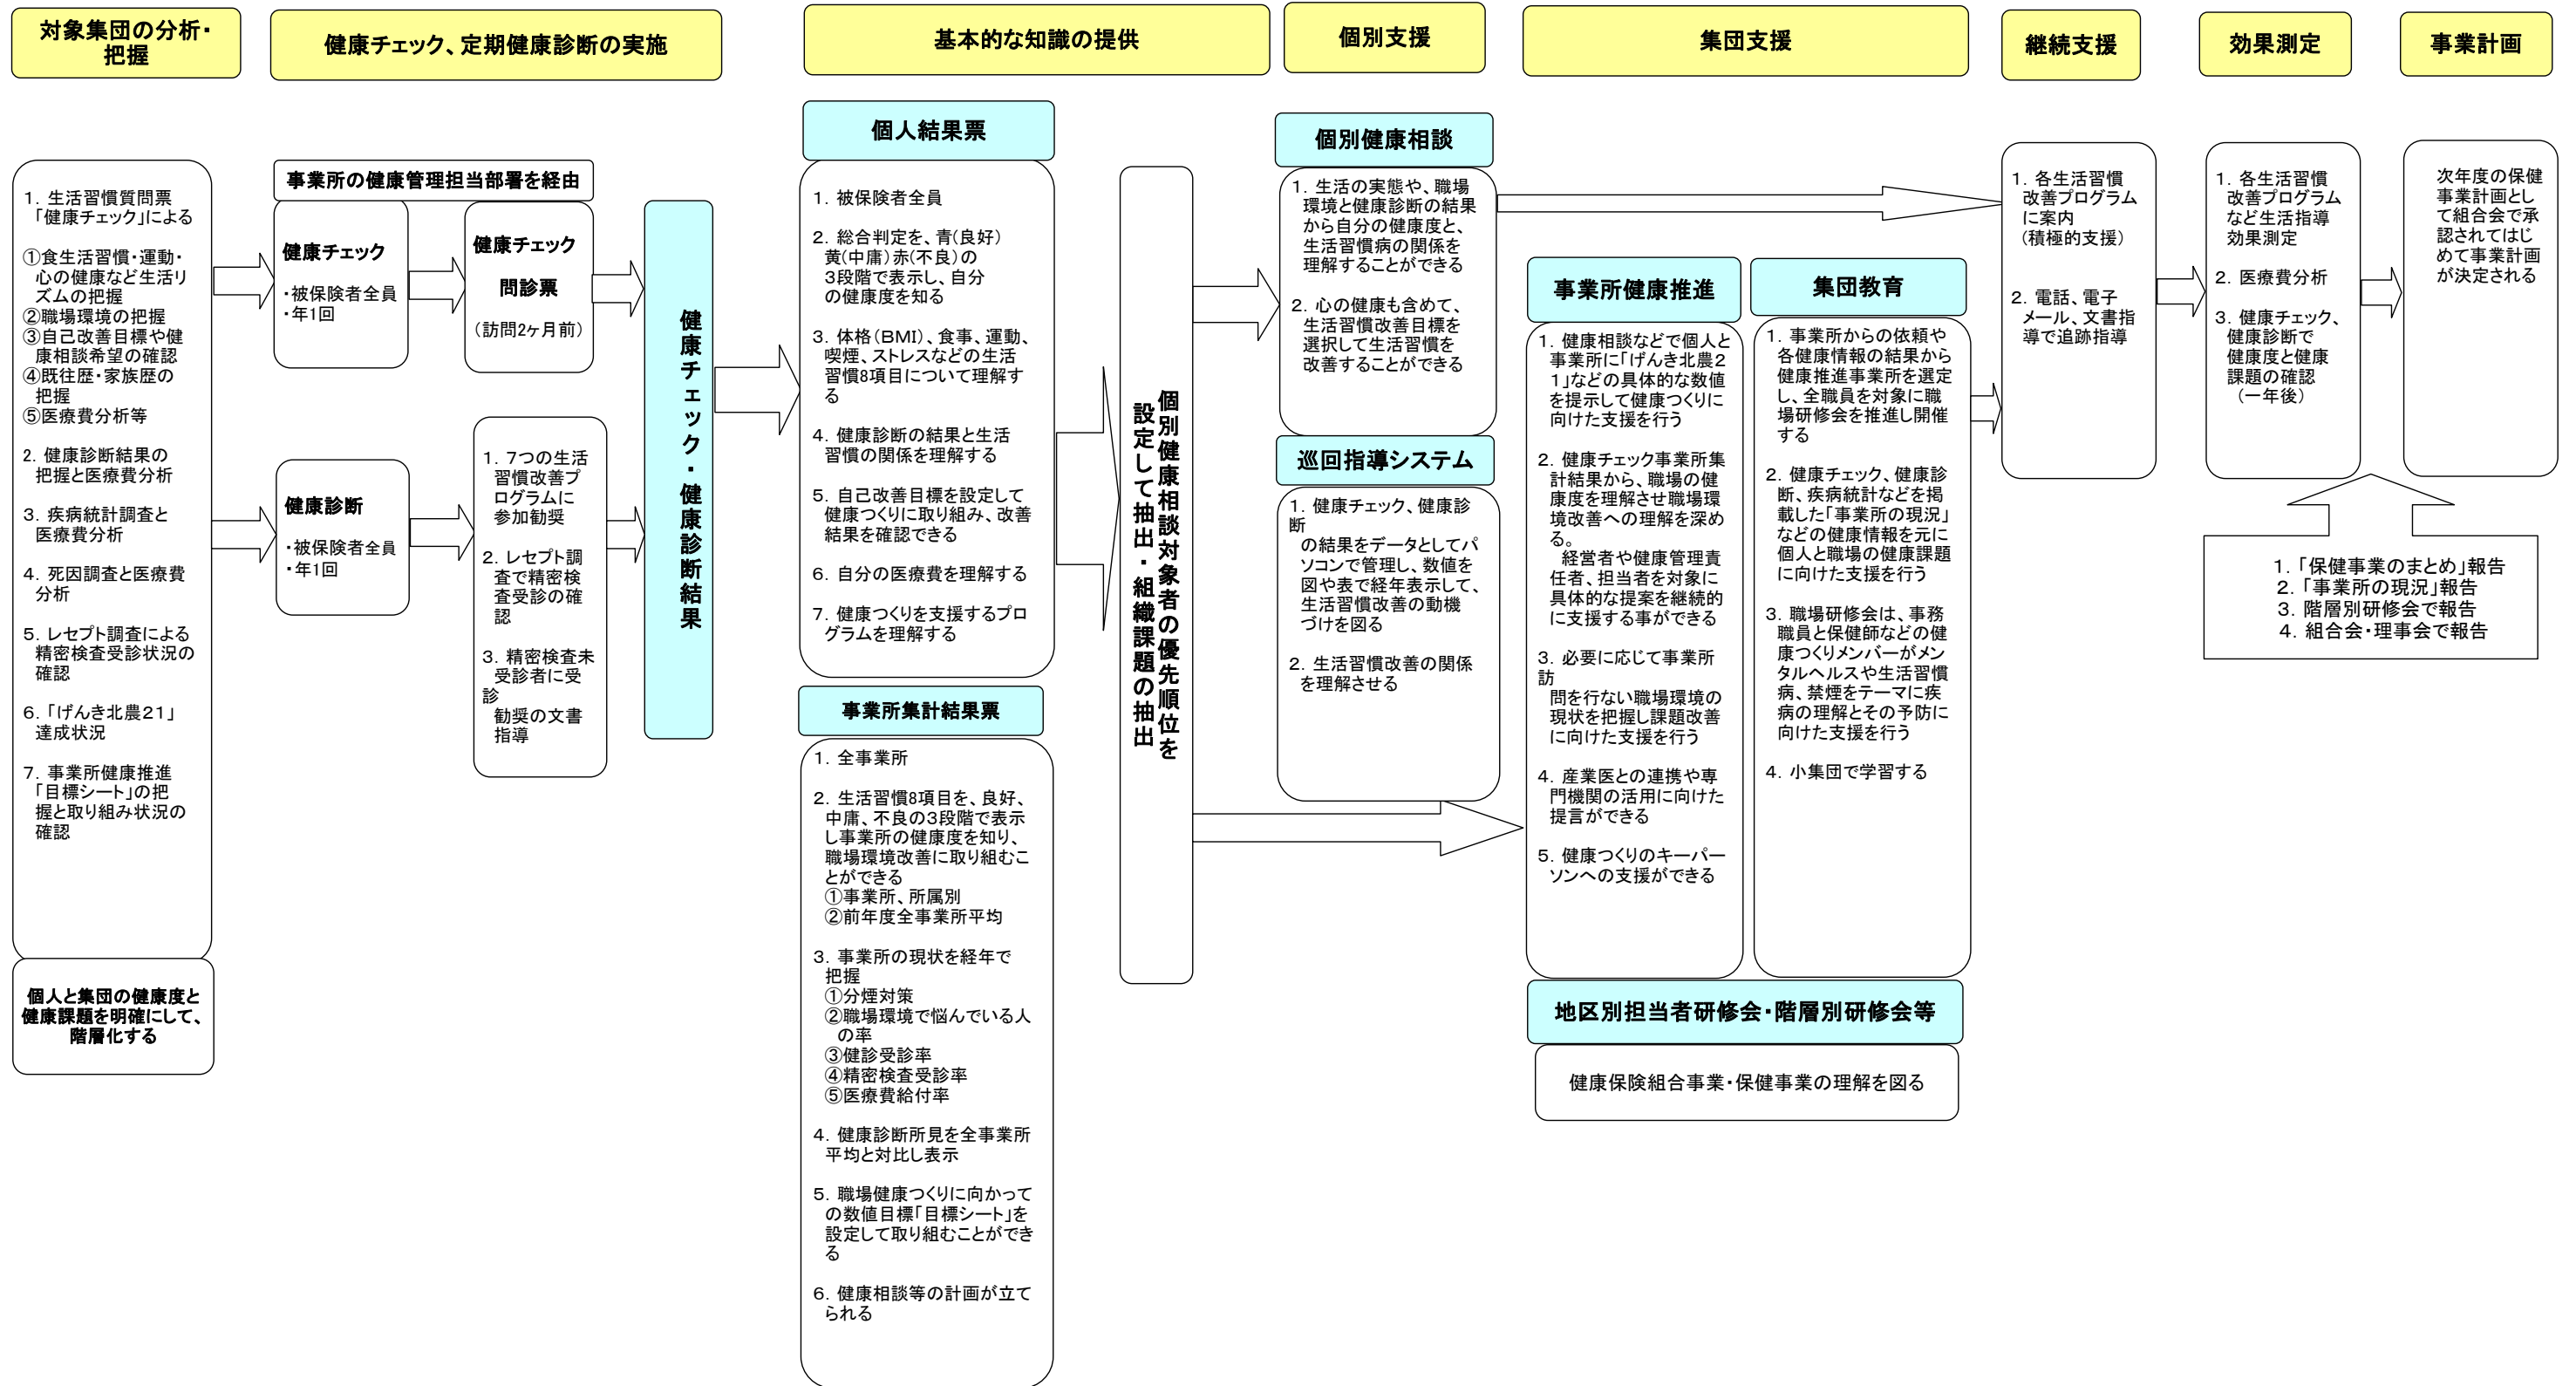 対象集団の分析・
把握
健康チェック、定期健康診断の実施
基本的な知識の提供
個別支援
集団支援
継続支援
効果測定
事業計画
1. 生活習慣質問票
「健康チェック」による
①食生活習慣・運動・
心の健康など生活リ
ズムの把握
②職場環境の把握
③自己改善目標や健
康相談希望の確認
④既往歴・家族歴の
把握
⑤医療費分析等
2. 健康診断結果の
把握と医療費分析
3. 疾病統計調査と
医療費分析
4. 死因調査と医療費
分析
5. レセプト調査による
精密検査受診状況の
確認
6. 「げんき北農21」
達成状況
7. 事業所健康推進
「目標シート」の把
握と取り組み状況の
確認
個人と集団の健康度と
健康課題を明確にして、
階層化する
事業所の健康管理担当部署を経由
健康チェック
・被保険者全員
・年1回
健康チェック
問診票
(訪問2ヶ月前)
健康診断
・被保険者全員
・年1回
1. 7つの生活
習慣改善プ
ログラムに
参加勧奨
2. レセプト調
査で精密検
査受診の確
認
3. 精密検査未
受診者に受
診
勧奨の文書
指導
健康チェック・健康診断結果
個人結果票
1. 被保険者全員
2. 総合判定を、青(良好)
黄(中庸)赤(不良)の
3段階で表示し、自分
の健康度を知る
3. 体格(BMI)、食事、運動、
喫煙、ストレスなどの生活
習慣8項目について理解す
る
4. 健康診断の結果と生活
習慣の関係を理解する
5. 自己改善目標を設定して
健康つくりに取り組み、改善
結果を確認できる
6. 自分の医療費を理解する
7. 健康つくりを支援するプロ
グラムを理解する
事業所集計結果票
1. 全事業所
2. 生活習慣8項目を、良好、
中庸、不良の3段階で表示
し事業所の健康度を知り、
職場環境改善に取り組むこ
とができる
①事業所、所属別
②前年度全事業所平均
3. 事業所の現状を経年で
把握
①分煙対策
②職場環境で悩んでいる人
の率
③健診受診率
④精密検査受診率
⑤医療費給付率
4. 健康診断所見を全事業所
平均と対比し表示
5. 職場健康つくりに向かって
の数値目標「目標シート」を
設定して取り組むことができ
る
6. 健康相談等の計画が立て
られる
個別健康相談対象者の優先順位を
設定して抽出・組織課題の抽出
個別健康相談
1. 生活の実態や、職場
環境と健康診断の結果
から自分の健康度と、
生活習慣病の関係を
理解することができる
2. 心の健康も含めて、
生活習慣改善目標を
選択して生活習慣を
改善することができる
巡回指導システム
1. 健康チェック、健康診
断
の結果をデータとしてパ
ソコンで管理し、数値を
図や表で経年表示して、
生活習慣改善の動機
づけを図る
2. 生活習慣改善の関係
を理解させる
事業所健康推進
1. 健康相談などで個人と
事業所に「げんき北農2
1」などの具体的な数値
を提示して健康つくりに
向けた支援を行う
2. 健康チェック事業所集
計結果から、職場の健
康度を理解させ職場環
境改善への理解を深め
る。
経営者や健康管理責
任者、担当者を対象に
具体的な提案を継続的
に支援する事ができる
3. 必要に応じて事業所
訪
問を行ない職場環境の
現状を把握し課題改善
に向けた支援を行う
4. 産業医との連携や専
門機関の活用に向けた
提言ができる
5. 健康つくりのキーパー
ソンへの支援ができる
集団教育
1. 事業所からの依頼や
各健康情報の結果から
健康推進事業所を選定
し、全職員を対象に職
場研修会を推進し開催
する
2. 健康チェック、健康診
断、疾病統計などを掲
載した「事業所の現況」
などの健康情報を元に
個人と職場の健康課題
に向けた支援を行う
3. 職場研修会は、事務
職員と保健師などの健
康つくりメンバーがメン
タルヘルスや生活習慣
病、禁煙をテーマに疾
病の理解とその予防に
向けた支援を行う
4. 小集団で学習する
地区別担当者研修会・階層別研修会等
健康保険組合事業・保健事業の理解を図る
1. 各生活習慣
改善プログラム
に案内
(積極的支援)
2. 電話、電子
メール、文書指
導で追跡指導
1. 各生活習慣
改善プログラム
など生活指導
効果測定
2. 医療費分析
3. 健康チェック、
健康診断で
健康度と健康
課題の確認
(一年後)
次年度の保健
事業計画とし
て組合会で承
認されてはじ
めて事業計画
が決定される
1. 「保健事業のまとめ」報告
2. 「事業所の現況」報告
3. 階層別研修会で報告
4. 組合会・理事会で報告